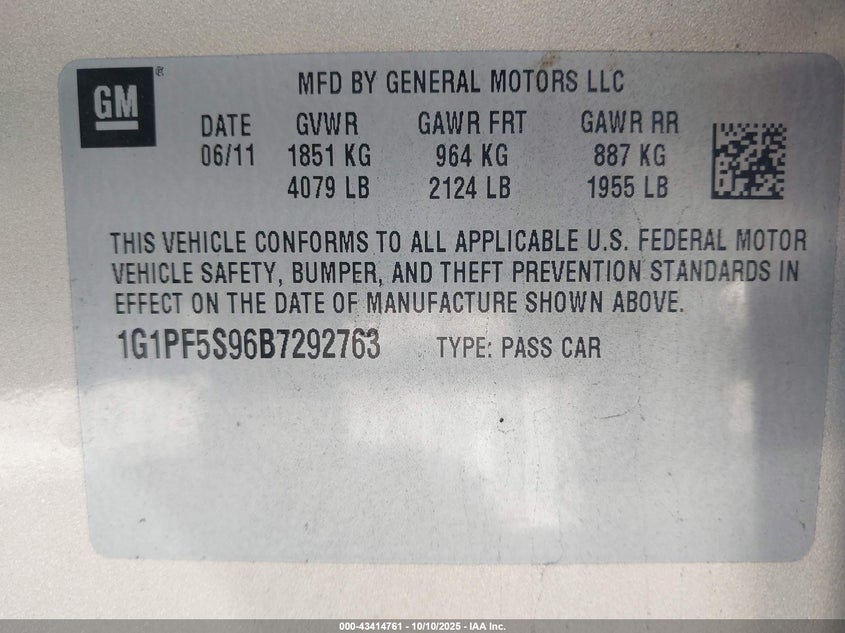 GM ®
MFD BY GENERAL MOTORS LLC
DATE GVWR GAWR FRT GAWR RR
06/11 1851 KG 964 KG 887 KG
4079 LB 2124 LB 1955 LB
THIS VEHICLE CONFORMS TO ALL APPLICABLE U.S. FEDERAL MOTOR
VEHICLE SAFETY, BUMPER, AND THEFT PREVENTION STANDARDS IN
EFFECT ON THE DATE OF MANUFACTURE SHOWN ABOVE.
1G1PF5S96B7292763 TYPE: PASS CAR
000-43414761 - 10/10/2025 - IAA Inc.